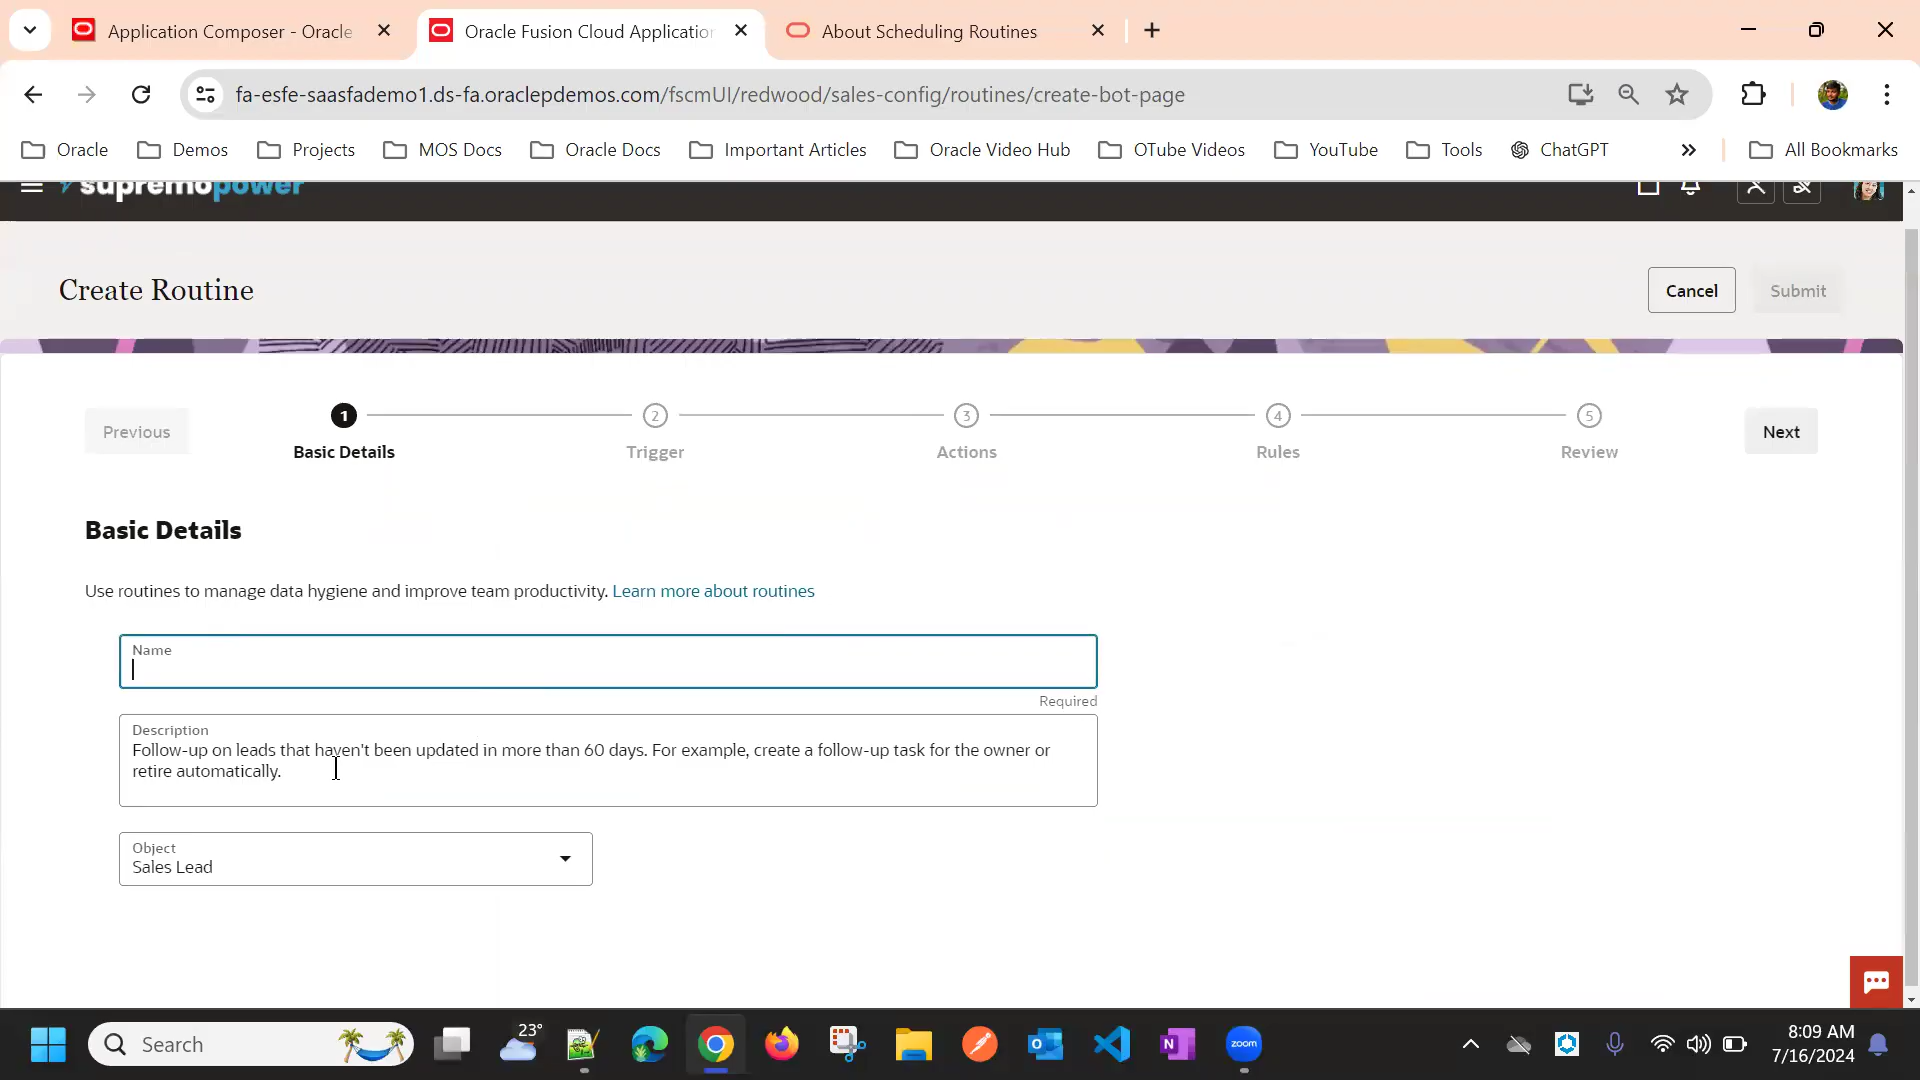 Application Composer - Oracle
Oracle Fusion Cloud Applicatior
About Scheduling Routines
fa-esfe-saasfademo1.ds-fa.oraclepdemos.com/fscmUI/redwood/sales-config/routines/create-bot-page
Oracle
Demos
Projects
MOS Docs
Oracle Docs
Important Articles
Oracle Video Hub
OTube Videos
YouTube
Tools
ChatGPT
All Bookmarks
supremopower
Create Routine
Cancel
Submit
Previous
1
2
3
4
5
Next
Basic Details
Trigger
Actions
Rules
Review
Basic Details
Use routines to manage data hygiene and improve team productivity. Learn more about routines
Name
Required
Description
Follow-up on leads that haven't been updated in more than 60 days. For example, create a follow-up task for the owner or
retire automatically.
Object
Sales Lead
Search
23°
zoom
8:09 AM
7/16/2024